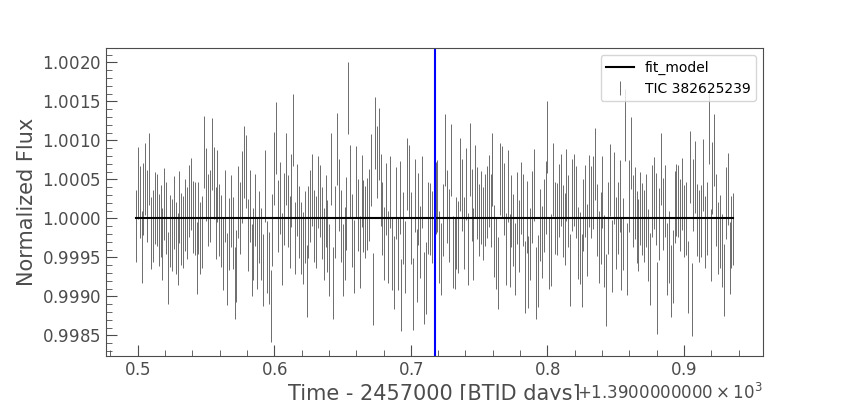 fit_model
TIC 382625239
Normalized Flux
1.0020
1.0015
1.0010
1.0005
1.0000
0.9995
0.9990
0.9985
0.5
0.6
0.7
0.8
0.9
Time - 2457000 [BTJD days]
+1.3900000000 × 10³